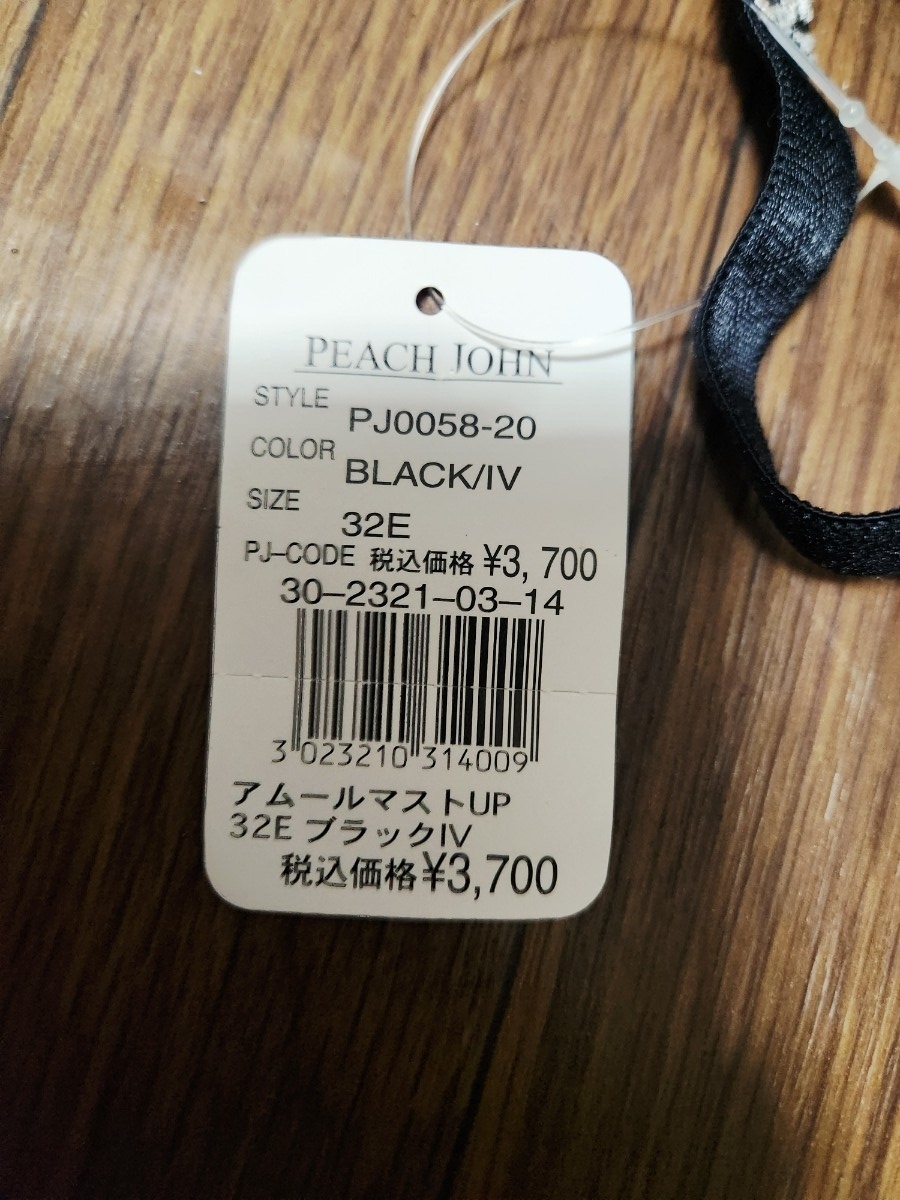 PEACH JOHN
STYLE PJ0058-20
COLOR BLACK/IV
SIZE 32E
PJ-CODE 税込価格 ¥3,700
30-2321-03-14
3 023210 314009
アムールマストUP
32E ブラックIV
税込価格¥3,700